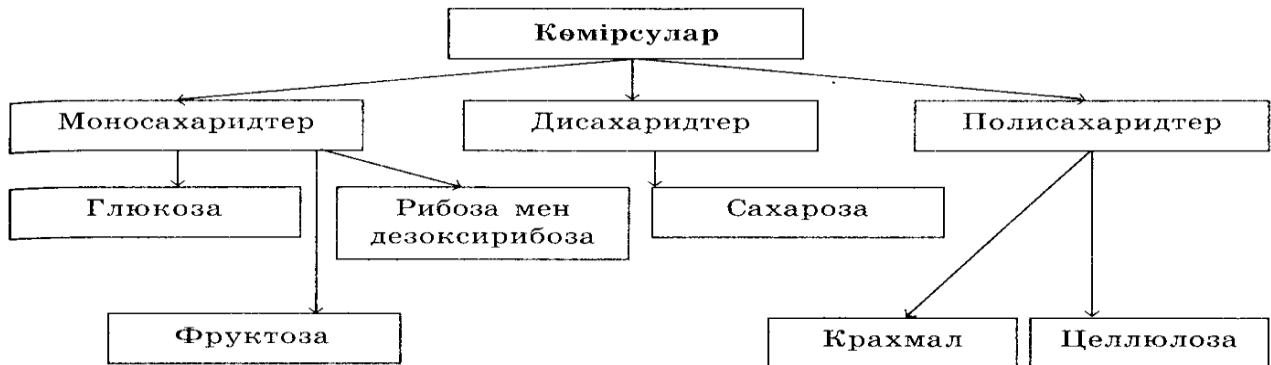 Көмірсулар
Моносахаридтер
Дисахаридтер
Полисахаридтер
Глюкоза
Рибоза мен
дезоксирибоза
Сахароза
Фруктоза
Крахмал
Целлюлоза